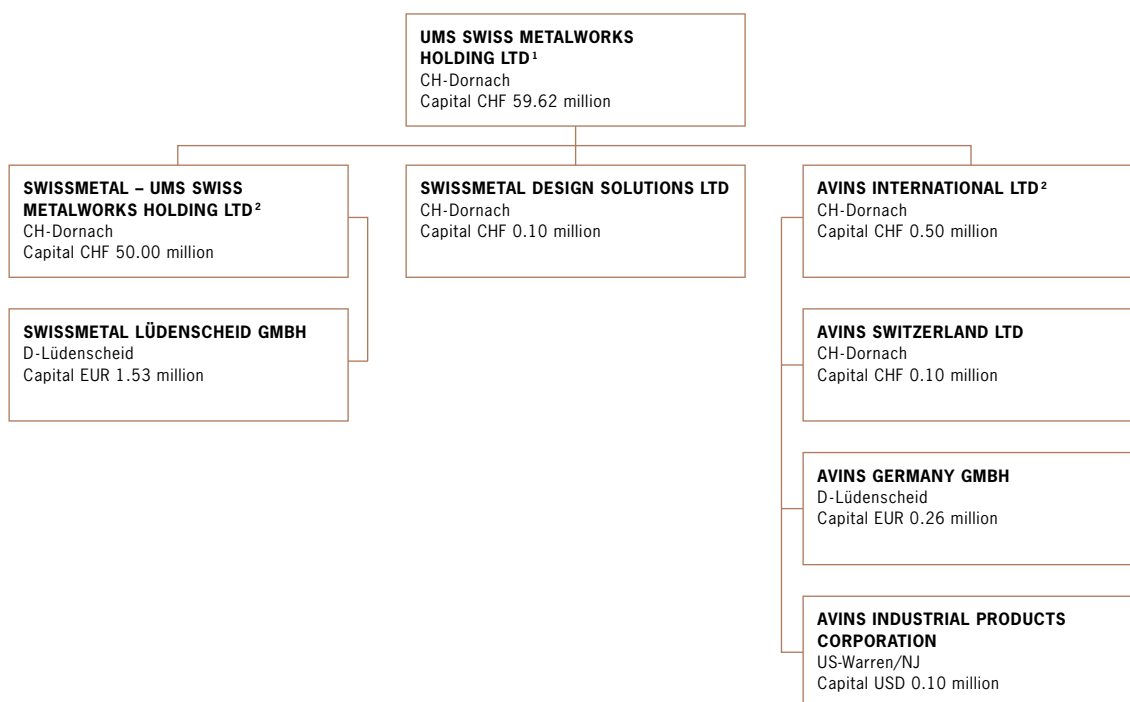 UMS SWISS METALWORKS
HOLDING LTD¹
CH-Dornach
Capital CHF 59.62 million
SWISSMETAL – UMS SWISS
METALWORKS HOLDING LTD²
CH-Dornach
Capital CHF 50.00 million
SWISSMETAL DESIGN SOLUTIONS LTD
CH-Dornach
Capital CHF 0.10 million
AVINS INTERNATIONAL LTD²
CH-Dornach
Capital CHF 0.50 million
SWISSMETAL LÜDENSCHEID GMBH
D-Lüdenscheid
Capital EUR 1.53 million
AVINS SWITZERLAND LTD
CH-Dornach
Capital CHF 0.10 million
AVINS GERMANY GMBH
D-Lüdenscheid
Capital EUR 0.26 million
AVINS INDUSTRIAL PRODUCTS
CORPORATION
US-Warren/NJ
Capital USD 0.10 million